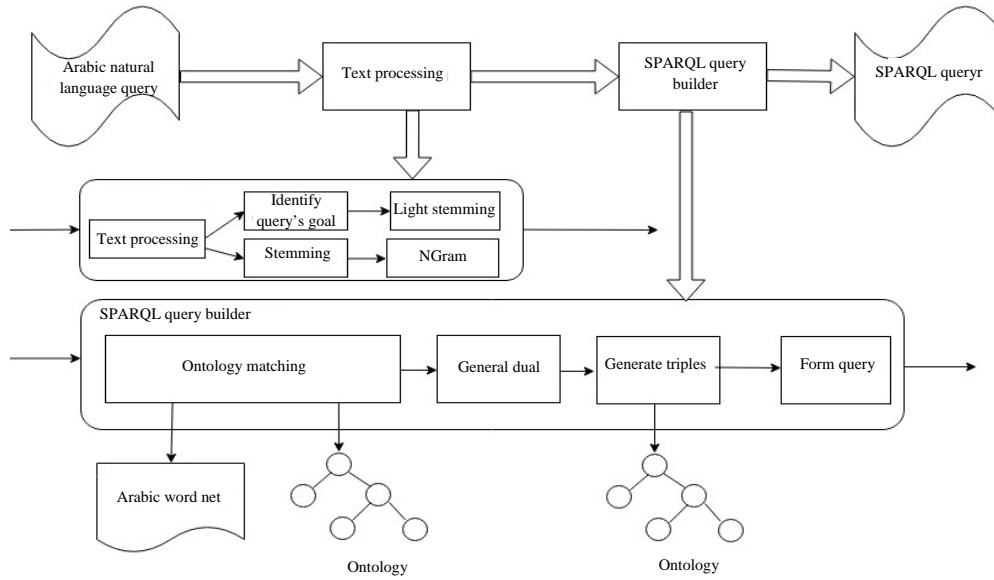 Arabic natural
language query
Text processing
SPARQL query
builder
SPARQL queryr
Identify
query's goal
Light stemming
Text processing
Stemming
NGram
SPARQL query builder
Ontology matching
General dual
Generate triples
Form query
Arabic word net
Ontology
Ontology